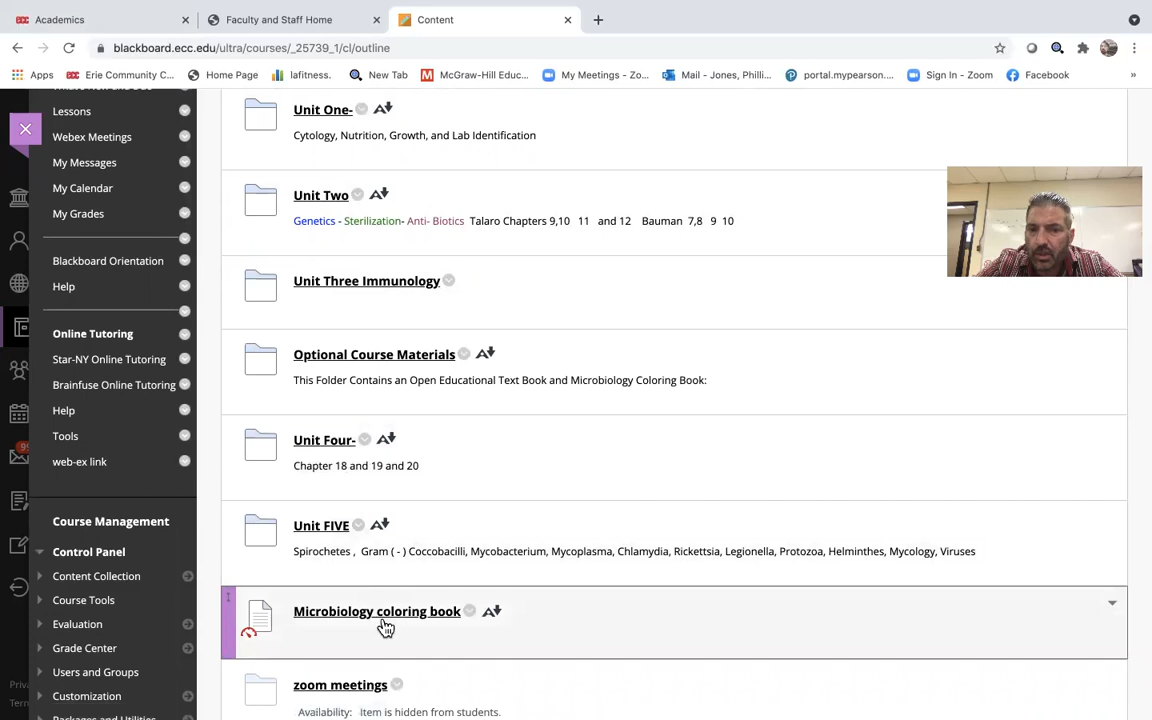 Academics
Faculty and Staff Home
Content
blackboard.ecc.edu/ultra/courses/_25739_1/cl/outline
Apps
Erie Community C...
Home Page
lafitness.
New Tab
McGraw-Hill Educ...
My Meetings - Zo...
Mail - Jones, Philli...
portal.mypearson....
Sign In - Zoom
Facebook
»
Lessons
Webex Meetings
My Messages
My Calendar
My Grades
Blackboard Orientation
Help
Online Tutoring
Star-NY Online Tutoring
Brainfuse Online Tutoring
Help
Tools
web-ex link
Course Management
Control Panel
Content Collection
Course Tools
Evaluation
Grade Center
Users and Groups
Customization
Packages and Utilities
Unit One-
Cytology, Nutrition, Growth, and Lab Identification
Unit Two
Genetics - Sterilization- Anti- Biotics Talaro Chapters 9,10 11 and 12 Bauman 7,8 9 10
Unit Three Immunology
Optional Course Materials
This Folder Contains an Open Educational Text Book and Microbiology Coloring Book:
Unit Four-
Chapter 18 and 19 and 20
Unit FIVE
Spirochetes , Gram ( - ) Coccobacilli, Mycobacterium, Mycoplasma, Chlamydia, Rickettsia, Legionella, Protozoa, Helminthes, Mycology, Viruses
Microbiology coloring book
zoom meetings
Availability: Item is hidden from students.